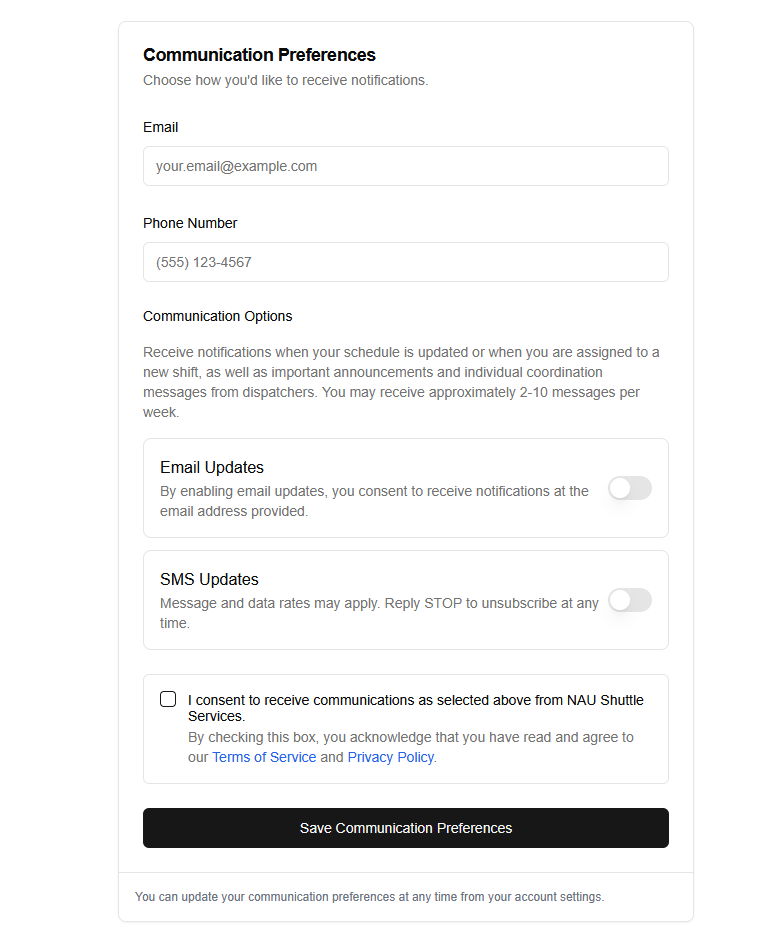 Communication Preferences
Choose how you'd like to receive notifications.
Email
your.email@example.com
Phone Number
(555) 123-4567
Communication Options
Receive notifications when your schedule is updated or when you are assigned to a
new shift, as well as important announcements and individual coordination
messages from dispatchers. You may receive approximately 2-10 messages per
week.
Email Updates
By enabling email updates, you consent to receive notifications at the
email address provided.
SMS Updates
Message and data rates may apply. Reply STOP to unsubscribe at any
time.
I consent to receive communications as selected above from NAU Shuttle
Services.
By checking this box, you acknowledge that you have read and agree to
our Terms of Service and Privacy Policy.
Save Communication Preferences
You can update your communication preferences at any time from your account settings.